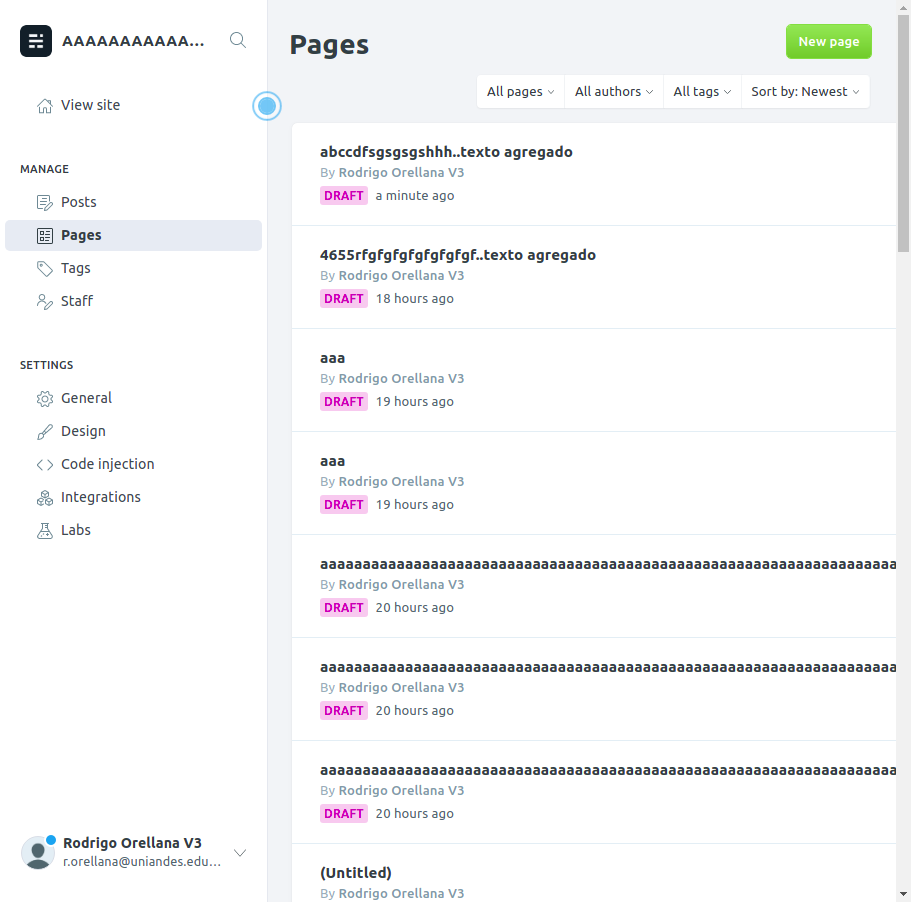 AAAAAAAAAAA...
View site
MANAGE
Posts
Pages
Tags
Staff
SETTINGS
General
Design
Code injection
Integrations
Labs
Rodrigo Orellana V3
r.orellana@uniandes.edu...
Pages
New page
All pages
All authors
All tags
Sort by: Newest
abccdfsgsgsgshhh..texto agregado
By Rodrigo Orellana V3
DRAFT a minute ago
4655rfgfgfgfgfgfgfgf..texto agregado
By Rodrigo Orellana V3
DRAFT 18 hours ago
aaa
By Rodrigo Orellana V3
DRAFT 19 hours ago
aaa
By Rodrigo Orellana V3
DRAFT 19 hours ago
aaaaaaaaaaaaaaaaaaaaaaaaaaaaaaaaaaaaaaaaaaaaaaaaaaaaaaaaaaaaaaaaaaaa
By Rodrigo Orellana V3
DRAFT 20 hours ago
aaaaaaaaaaaaaaaaaaaaaaaaaaaaaaaaaaaaaaaaaaaaaaaaaaaaaaaaaaaaaaaaaaaa
By Rodrigo Orellana V3
DRAFT 20 hours ago
aaaaaaaaaaaaaaaaaaaaaaaaaaaaaaaaaaaaaaaaaaaaaaaaaaaaaaaaaaaaaaaaaaaa
By Rodrigo Orellana V3
DRAFT 20 hours ago
(Untitled)
By Rodrigo Orellana V3